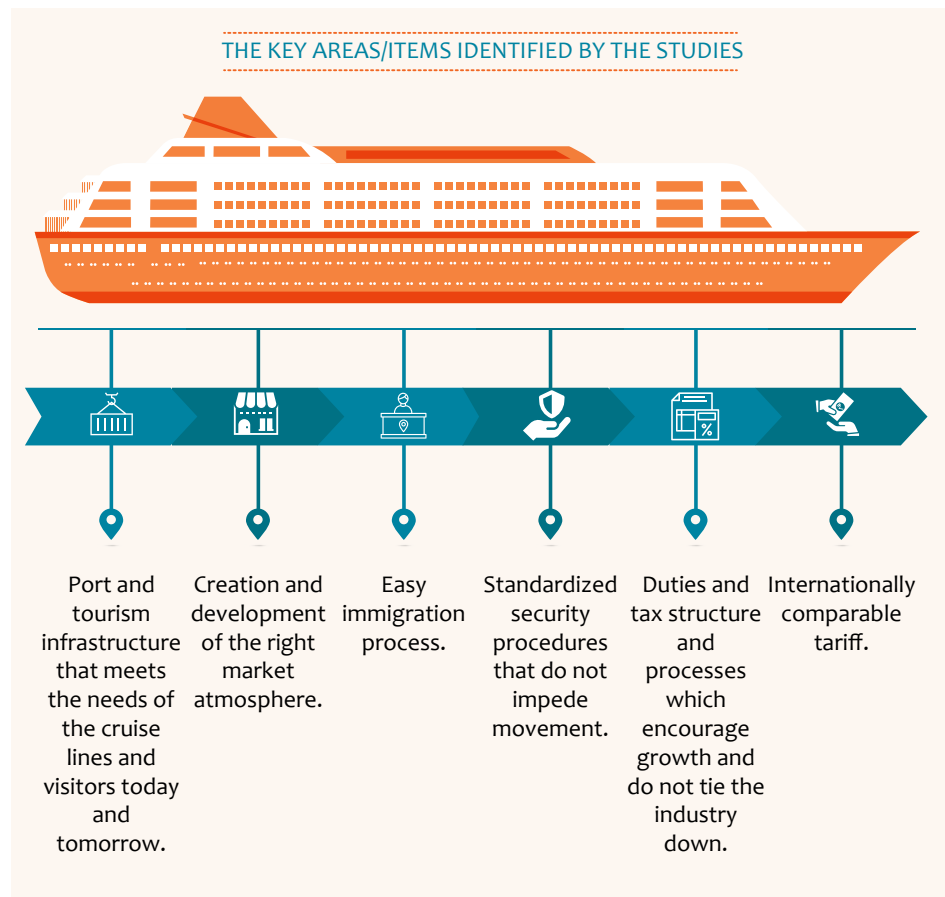 THE KEY AREAS/ITEMS IDENTIFIED BY THE STUDIES
%
Port and
tourism
infrastructure
that meets
the needs of
the cruise
lines and
visitors today
and
tomorrow.
Creation and
development
of the right
market
atmosphere.
Easy
immigration
process.
Standardized
security
procedures
that do not
impede
movement.
Duties and
tax structure
and
processes
which
encourage
growth and
do not tie the
industry
down.
Internationally
comparable
tariff.